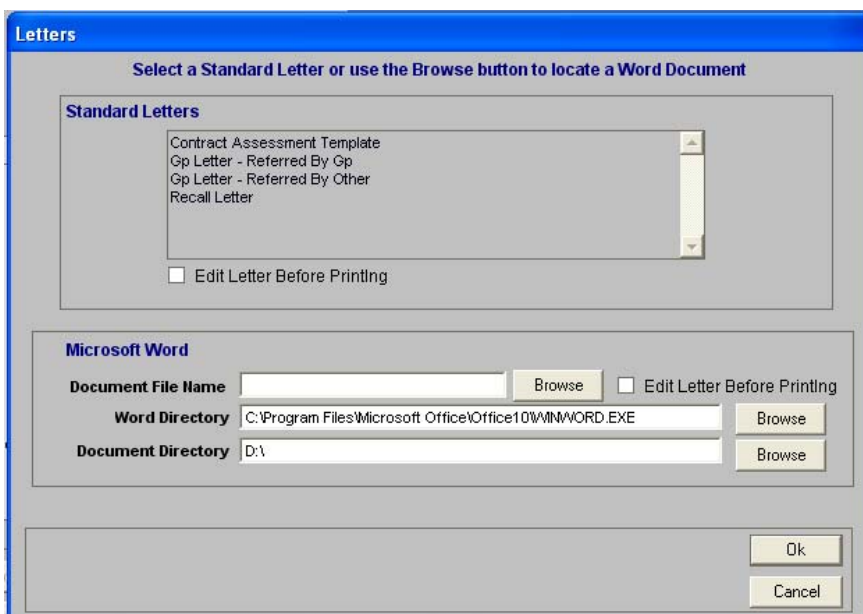 Letters
Select a Standard Letter or use the Browse button to locate a Word Document
Standard Letters
Contract Assessment Template
Gp Letter - Referred By Gp
Gp Letter - Referred By Other
Recall Letter
Edit Letter Before Printing
Microsoft Word
Document File Name Browse Edit Letter Before Printing
Word Directory C:\Program Files\Microsoft Office\Office10\WINWORD.EXE Browse
Document Directory D:\ Browse
Ok
Cancel